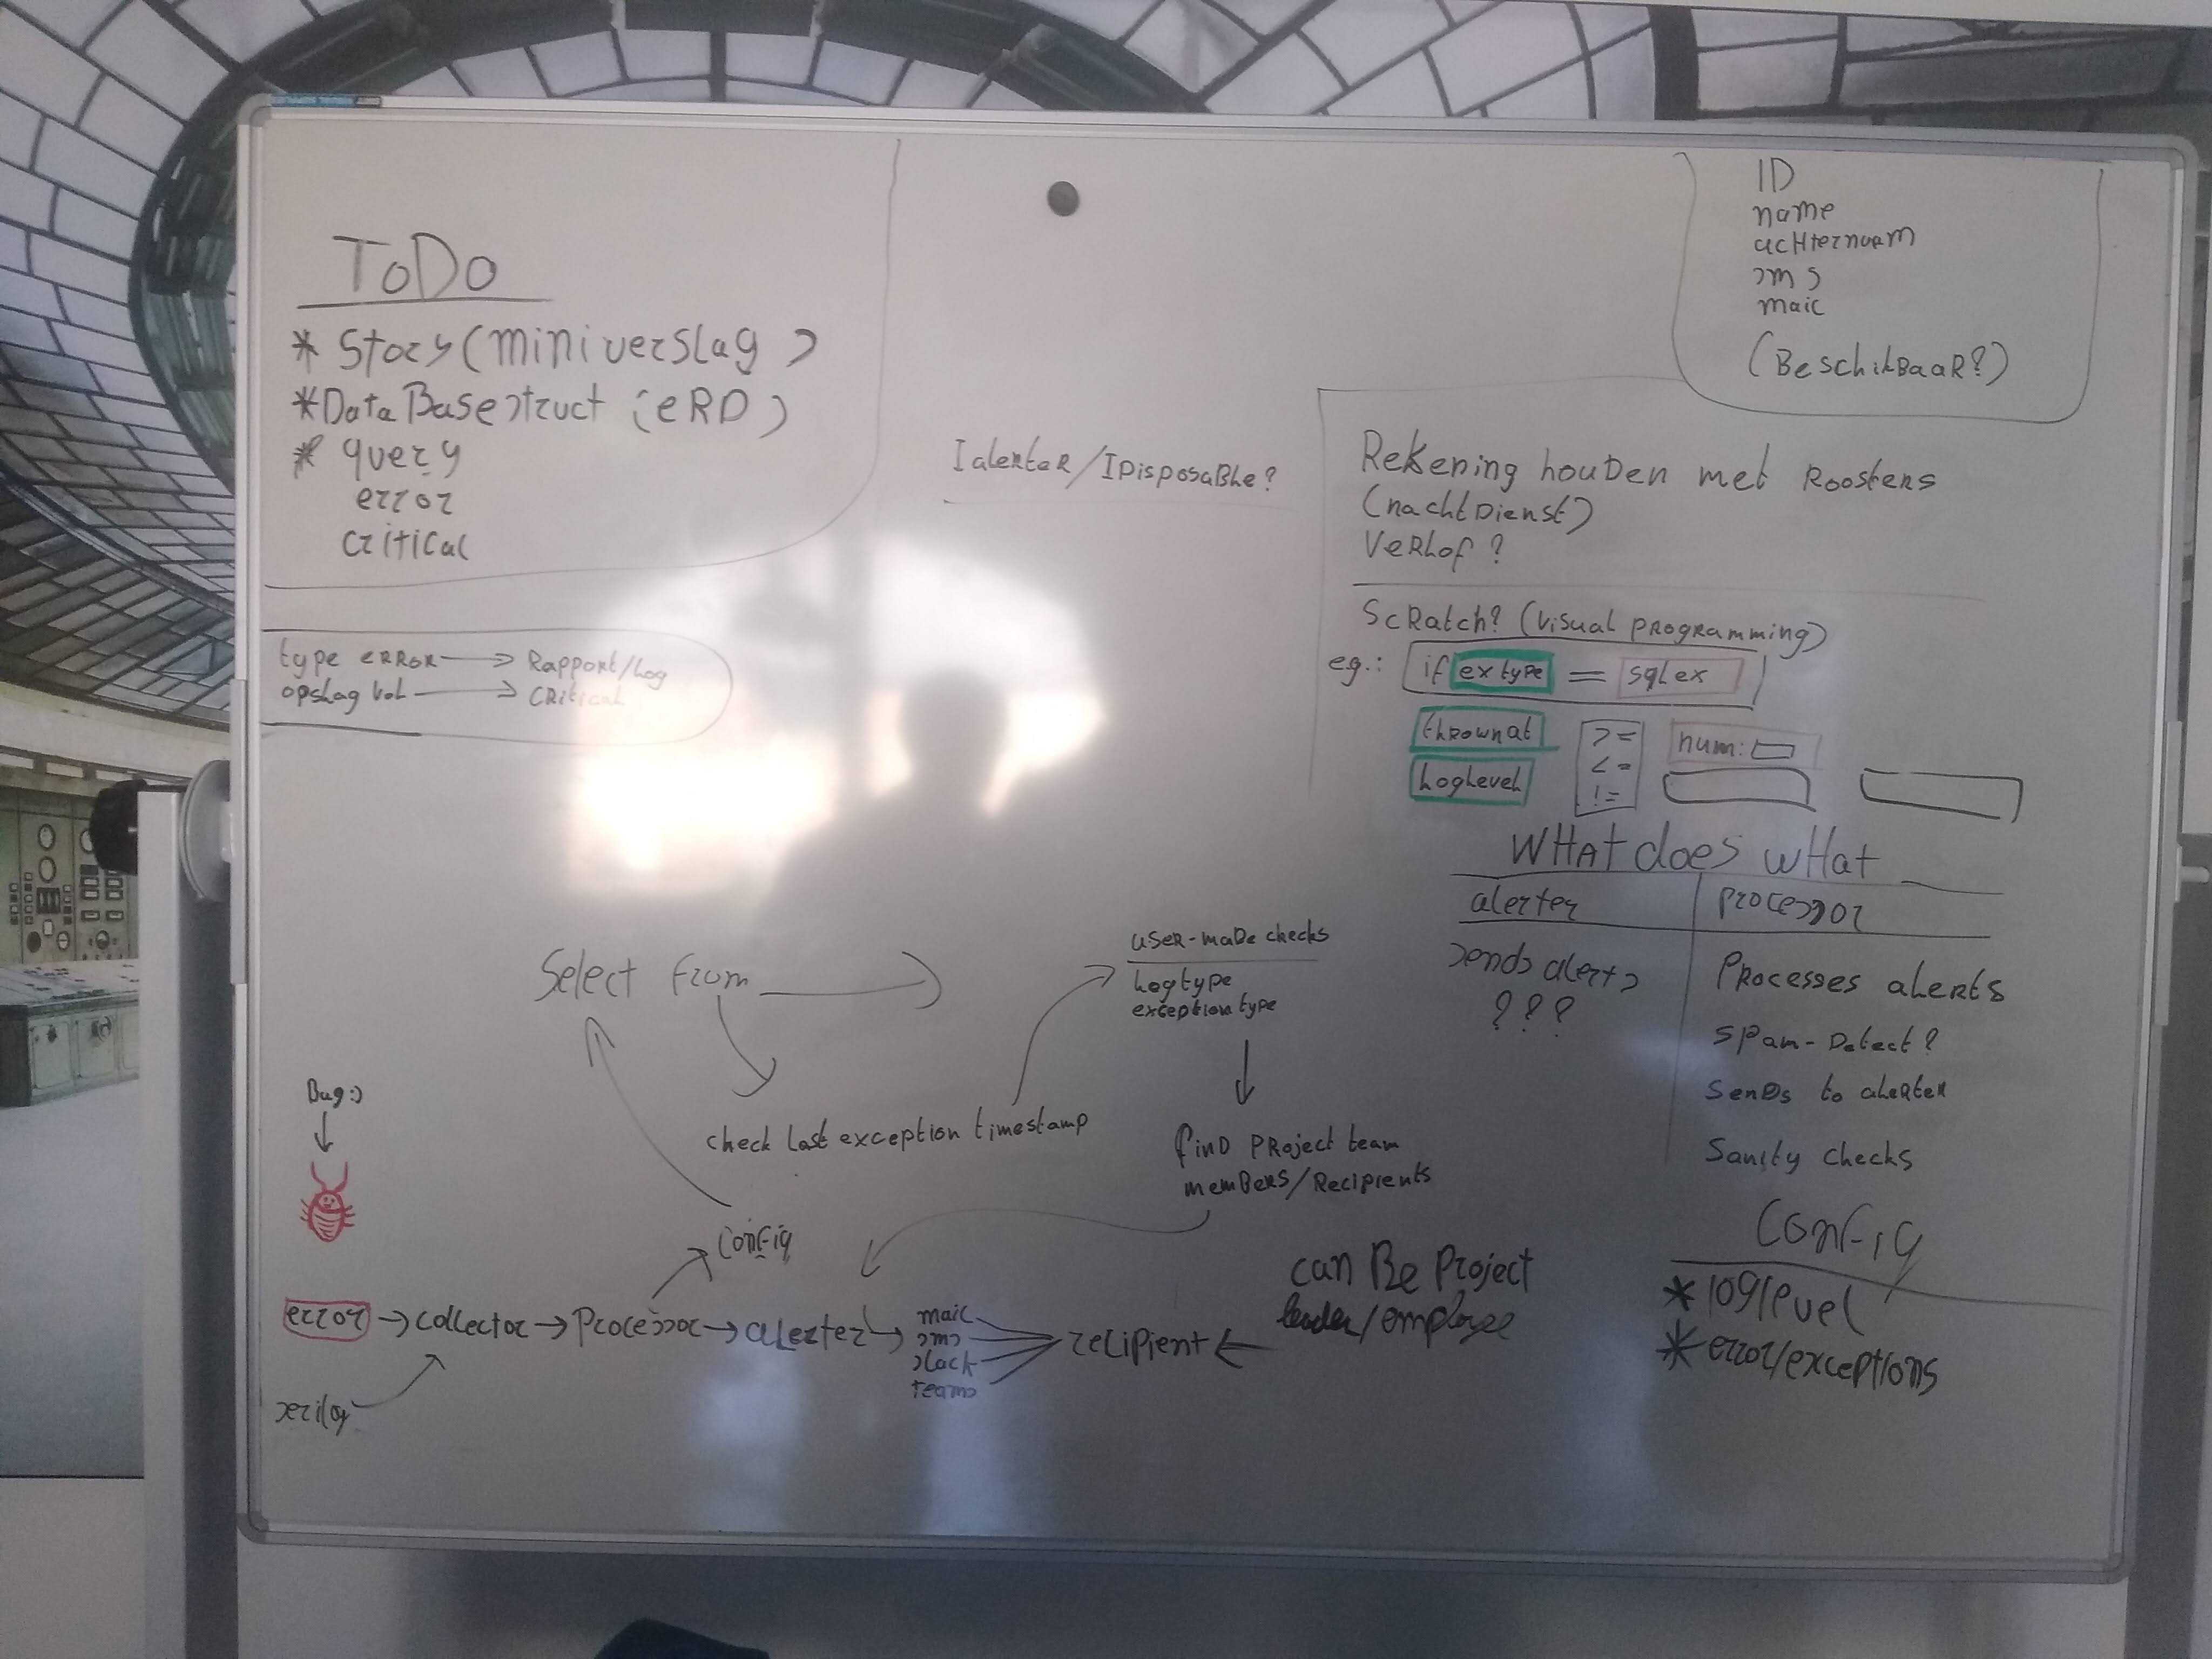 ToDo
* Story (miniverslag)
* DataBasestruct (eRD)
* query
error
critical
type ERROR → Rapport/Log
opslag vol → Critical
IalerteR/IDisposaBle?
ID
name
acHternaam
sms
mail
(BeschikBaaR?)
Rekening houDen met Roosters
(nachtDienst)
Verlof?
ScRatch? (visual programming)
eg.: if extype = sqlex
thrownat >= num:
<=
loglevel !=
WHat does wHat
alerter processor
sends alerts Processes alerts
??? spam-Detect?
senDs to alerter
Sanity checks
Config
* loglevel
* error/exceptions
Select from →
user-maDe checks
logtype
exception type
check last exception timestamp
finD project team
memBers/Recipients
Bug:)
config
error → collector → Processor → alerter → mail
sms
slack
teams
recipient ←
can Be Project
leader/employee
serilog